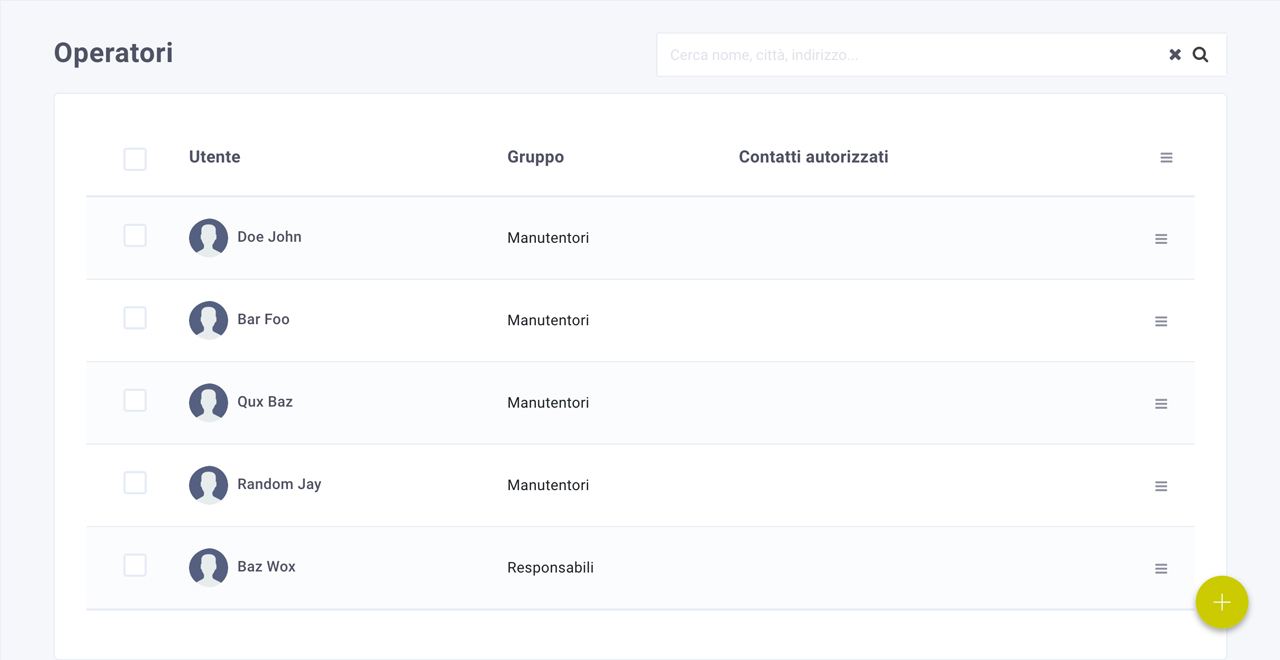 Operatori
Cerca nome, città, indirizzo...
Utente Gruppo Contatti autorizzati
Doe John Manutentori
Bar Foo Manutentori
Qux Baz Manutentori
Random Jay Manutentori
Baz Wox Responsabili